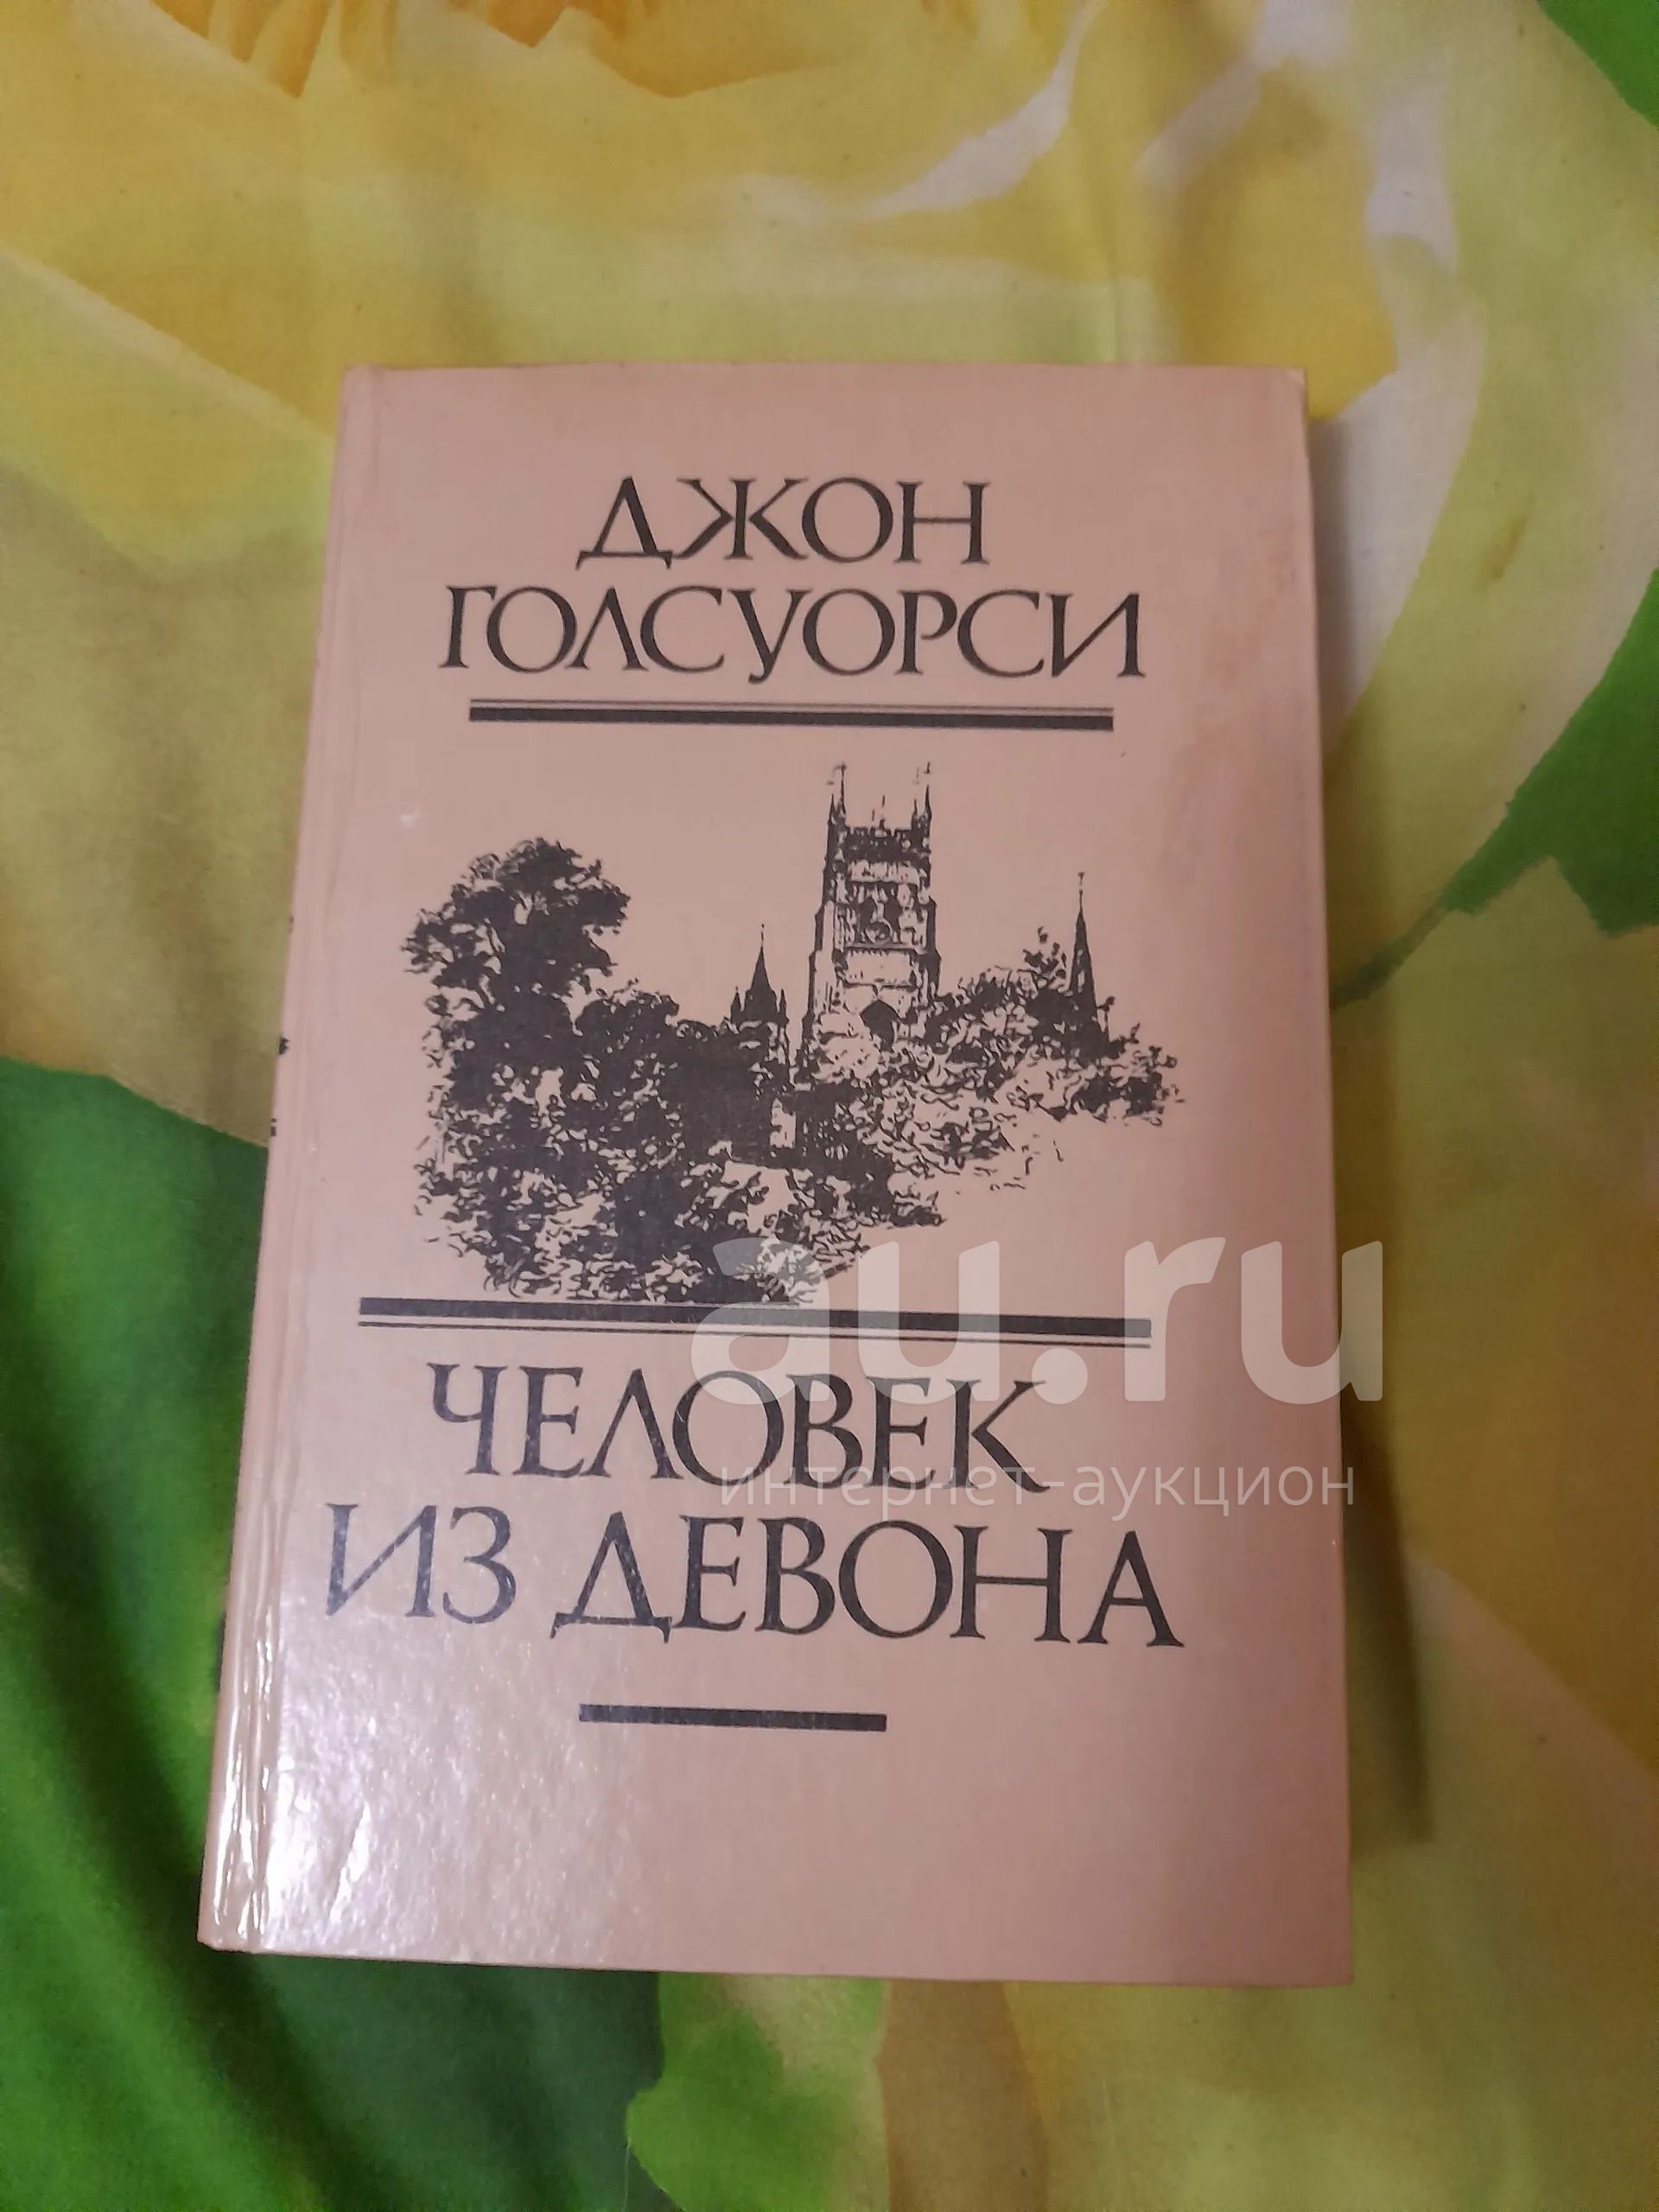 ДЖОН
ГОЛСУОРСИ
au.ru
ЧЕЛОВЕК
интернет-аукцион
ИЗ ДЕВОНА